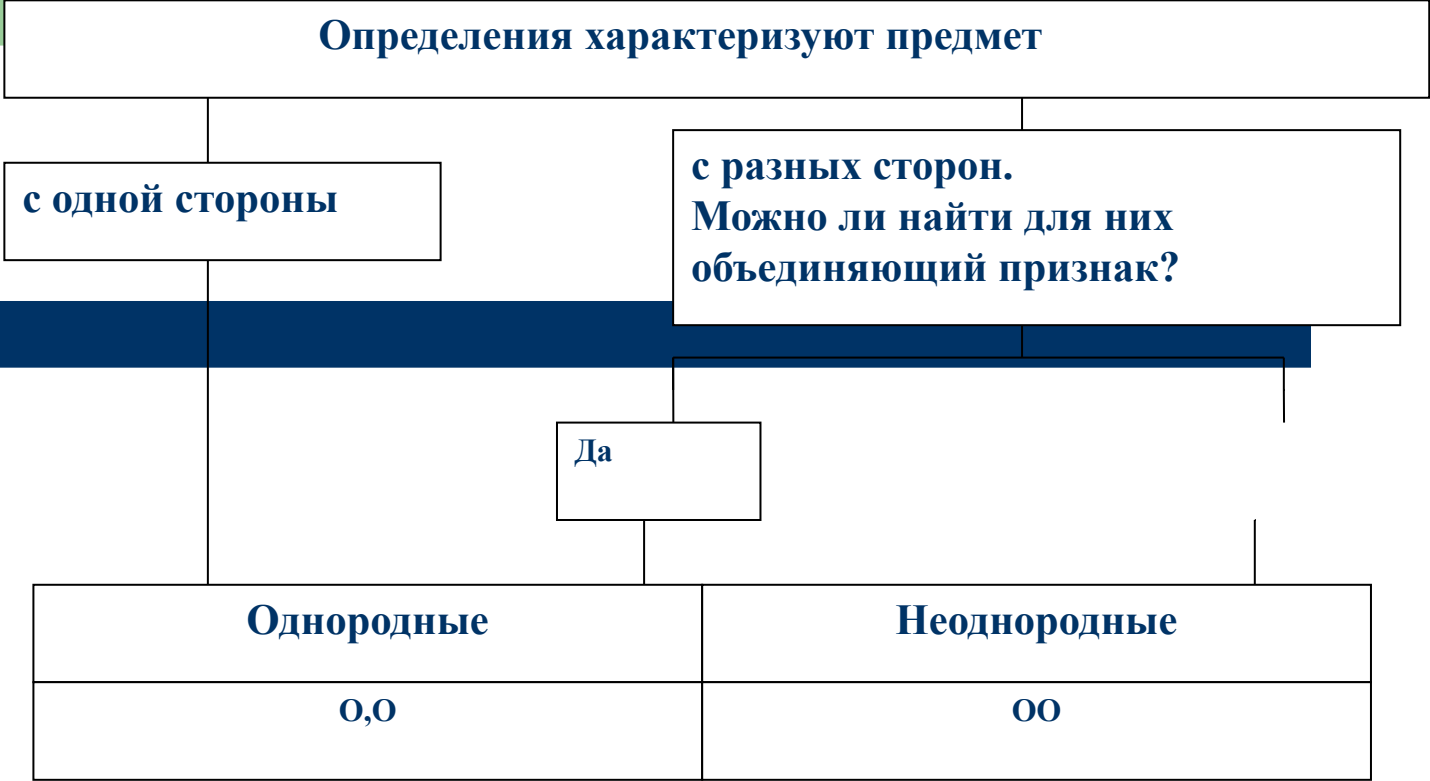 Определения характеризуют предмет
с одной стороны
с разных сторон.
Можно ли найти для них
объединяющий признак?
Да
Однородные
Неоднородные
О,О
ОО